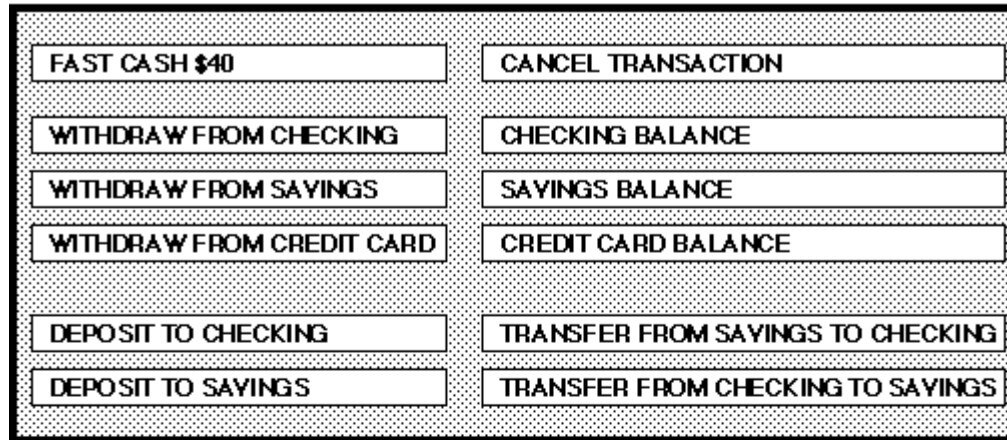 FAST CASH $40
CANCEL TRANSACTION
WITHDRAW FROM CHECKING
CHECKING BALANCE
WITHDRAW FROM SAVINGS
SAVINGS BALANCE
WITHDRAW FROM CREDIT CARD
CREDIT CARD BALANCE
DEPOSIT TO CHECKING
TRANSFER FROM SAVINGS TO CHECKING
DEPOSIT TO SAVINGS
TRANSFER FROM CHECKING TO SAVINGS